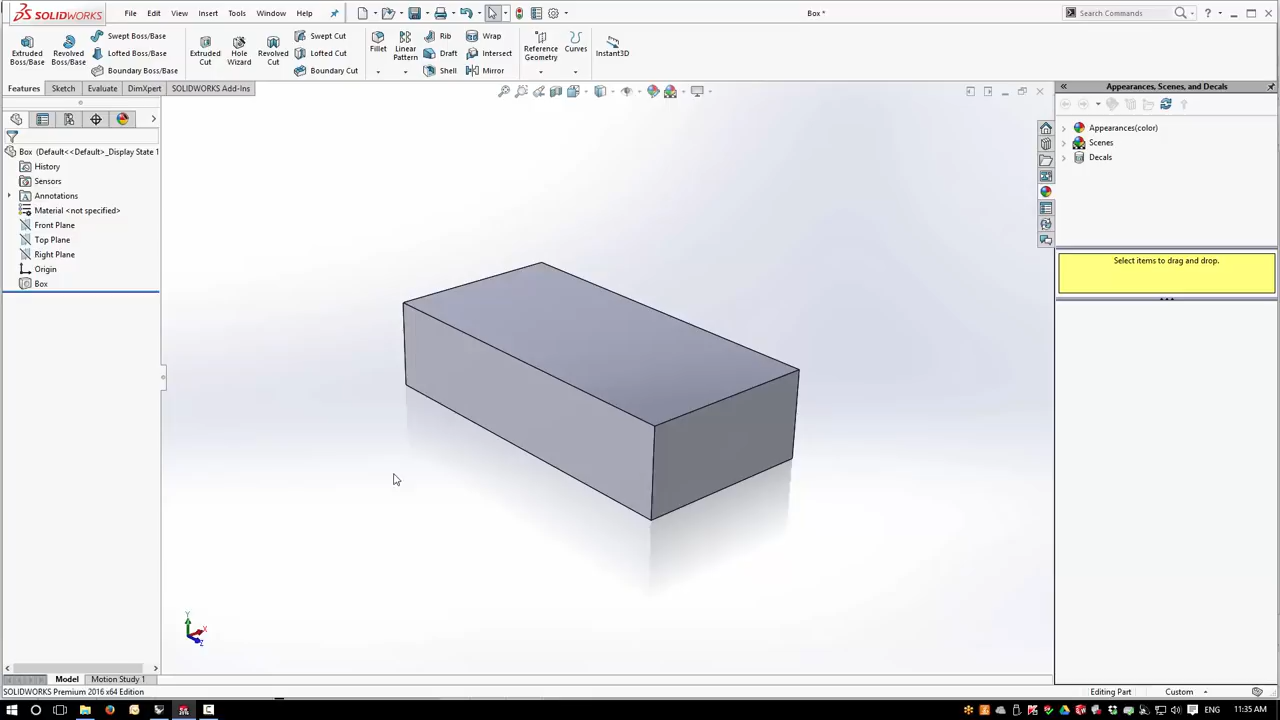 SOLIDWORKS File Edit View Insert Tools Window Help Box * Search Commands
Extruded Boss/Base
Revolved Boss/Base
Swept Boss/Base
Lofted Boss/Base
Boundary Boss/Base
Extruded Cut
Hole Wizard
Revolved Cut
Swept Cut
Lofted Cut
Boundary Cut
Fillet
Linear Pattern
Rib
Draft
Shell
Wrap
Intersect
Mirror
Reference Geometry
Curves
Instant3D
Features Sketch Evaluate DimXpert SOLIDWORKS Add-Ins
Box (Default<<Default>_Display State 1
History
Sensors
Annotations
Material <not specified>
Front Plane
Top Plane
Right Plane
Origin
Box
Y
X
Z
Appearances, Scenes, and Decals
Appearances(color)
Scenes
Decals
Select items to drag and drop.
Model Motion Study 1
SOLIDWORKS Premium 2016 x64 Edition Editing Part Custom
ENG 11:35 AM